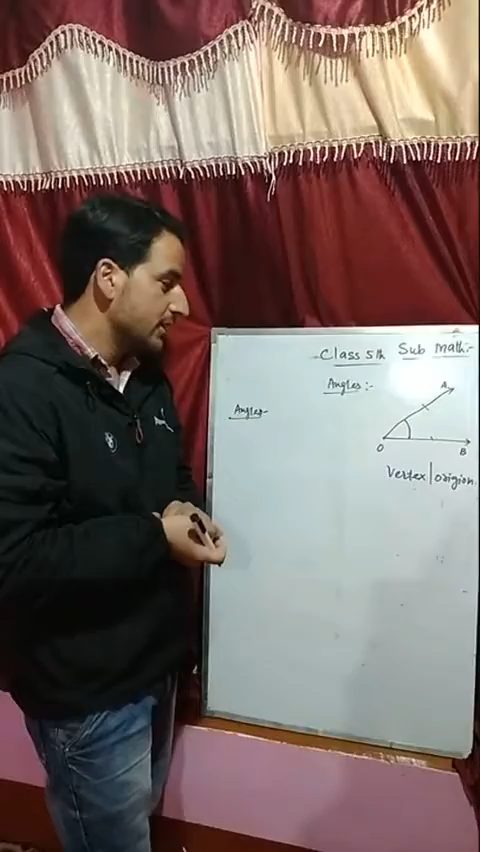 Class 5th Sub Math:-
Angles:-
Angles-
A
O
B
Vertex|origion